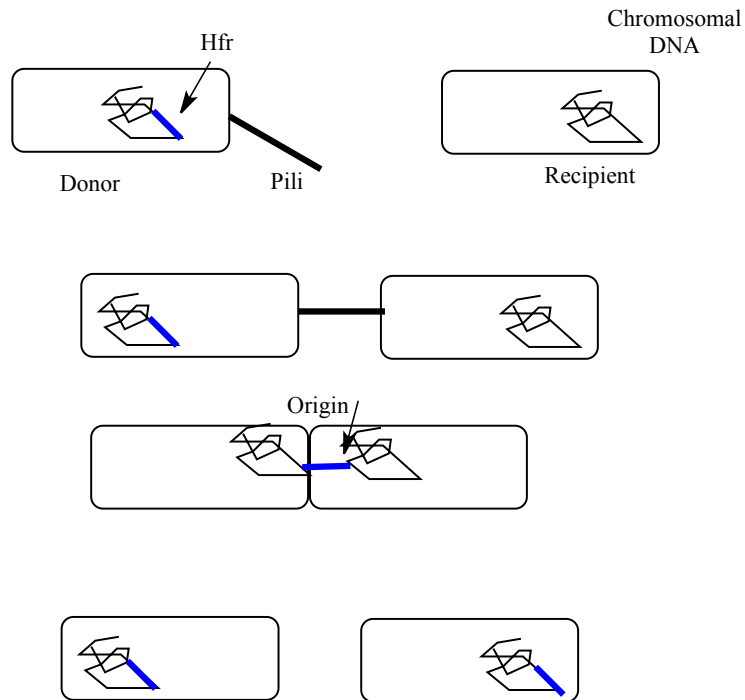 Chromosomal
DNA
Hfr
Donor
Pili
Recipient
Origin